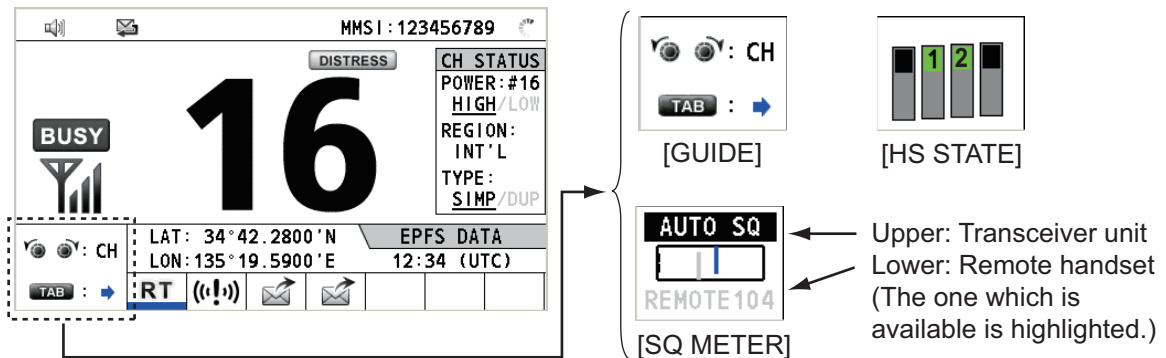 MMSI:123456789
DISTRESS
16
BUSY
CH STATUS
POWER:#16
HIGH/LOW
REGION:
INT'L
TYPE:
SIMP/DUP
: CH
TAB :
LAT: 34°42.2800'N
LON:135°19.5900'E
EPFS DATA
12:34 (UTC)
RT
: CH
TAB :
[GUIDE]
1 2
[HS STATE]
AUTO SQ
REMOTE104
[SQ METER]
Upper: Transceiver unit
Lower: Remote handset
(The one which is
available is highlighted.)